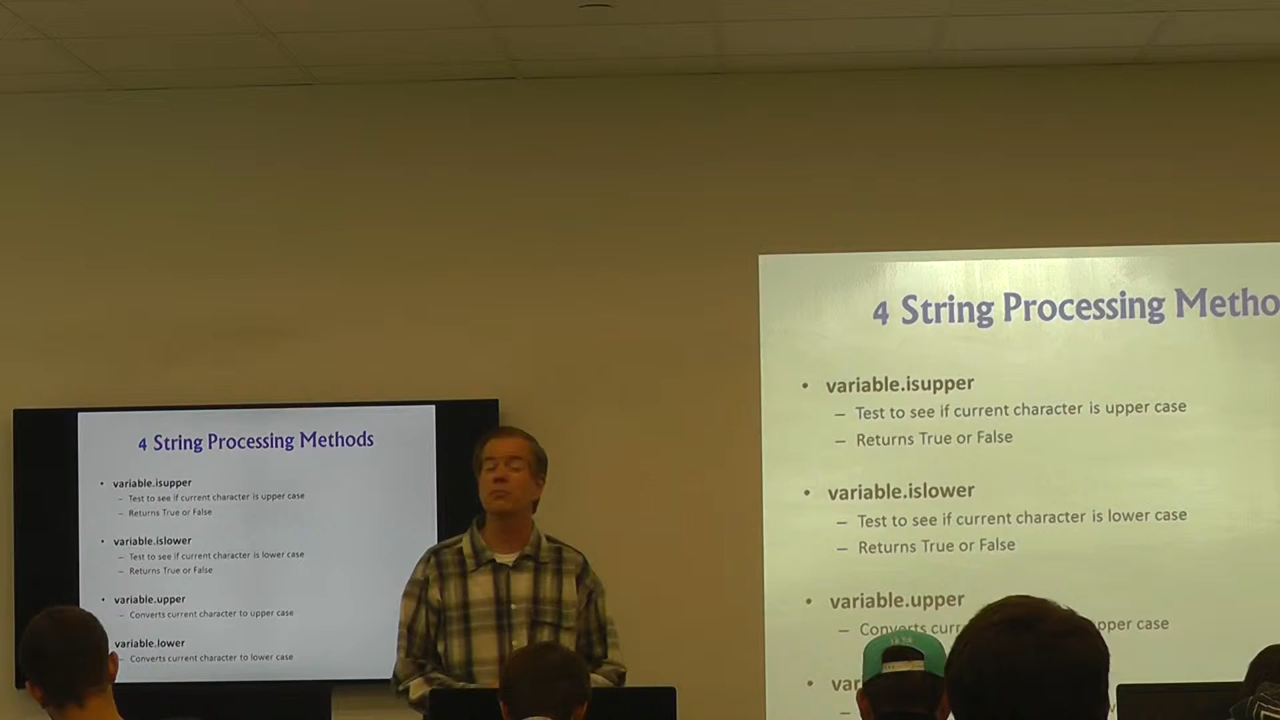 4 String Processing Methods
• variable.isupper
– Test to see if current character is upper case
– Returns True or False
• variable.islower
– Test to see if current character is lower case
– Returns True or False
• variable.upper
– Converts current character to upper case
• variable.lower
– Converts current character to lower case
4 String Processing Metho
• variable.isupper
– Test to see if current character is upper case
– Returns True or False
• variable.islower
– Test to see if current character is lower case
– Returns True or False
• variable.upper
– Converts curr pper case
• var